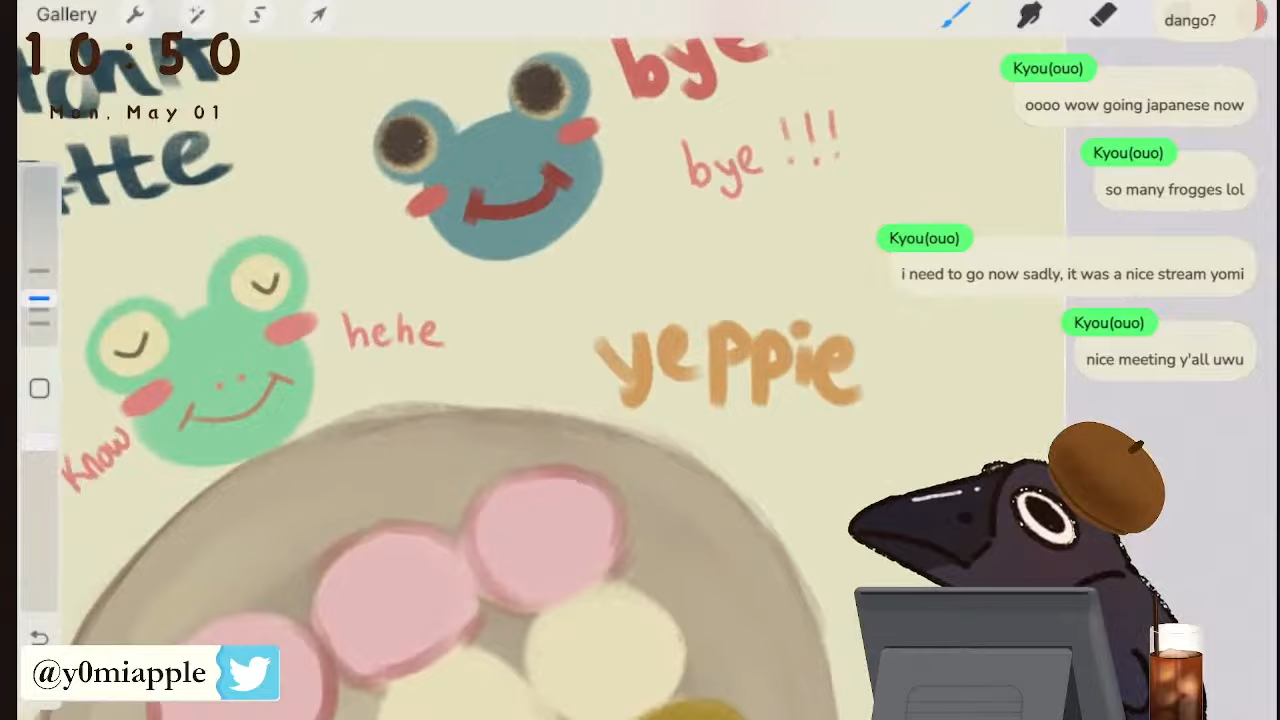 Gallery
10:50
Mon, May 01
tte
bye
bye !!!
hehe
know
yeppie
dango?
Kyou(ouo)
oooo wow going japanese now
Kyou(ouo)
so many frogges lol
Kyou(ouo)
i need to go now sadly, it was a nice stream yomi
Kyou(ouo)
nice meeting y'all uwu
@y0miapple